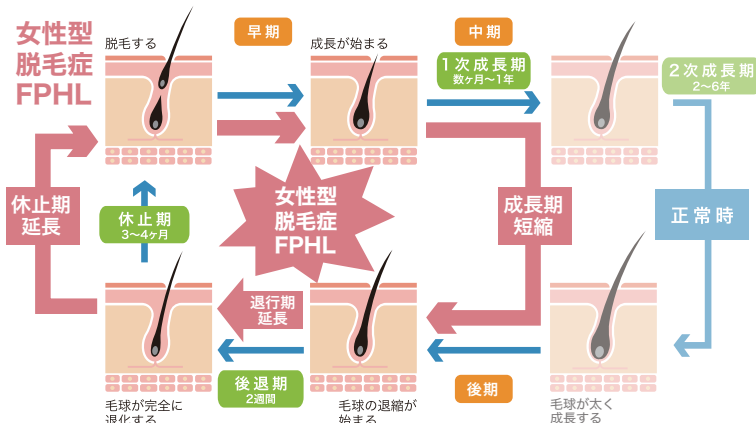 女性型
脱毛症
FPHL
脱毛する
早期
成長が始まる
中期
1次成長期
数ヶ月〜1年
2次成長期
2〜6年
休止期
延長
休止期
3〜4ヶ月
女性型
脱毛症
FPHL
成長期
短縮
正常時
退行期
延長
後退期
2週間
後期
毛球が完全に
退化する
毛球の退縮が
始まる
毛球が太く
成長する